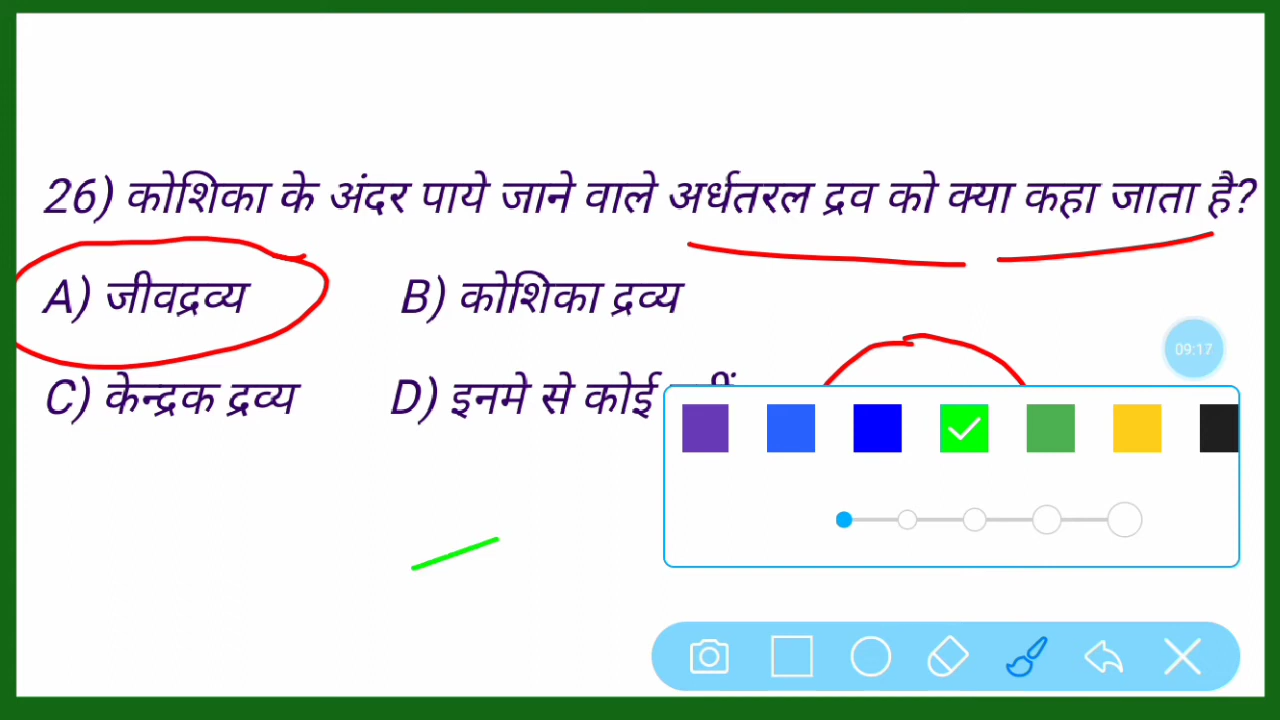 26) कोशिका के अंदर पाये जाने वाले अर्धतरल द्रव को क्या कहा जाता है?
A) जीवद्रव्य B) कोशिका द्रव्य
09:17
C) केन्द्रक द्रव्य D) इनमे से कोई